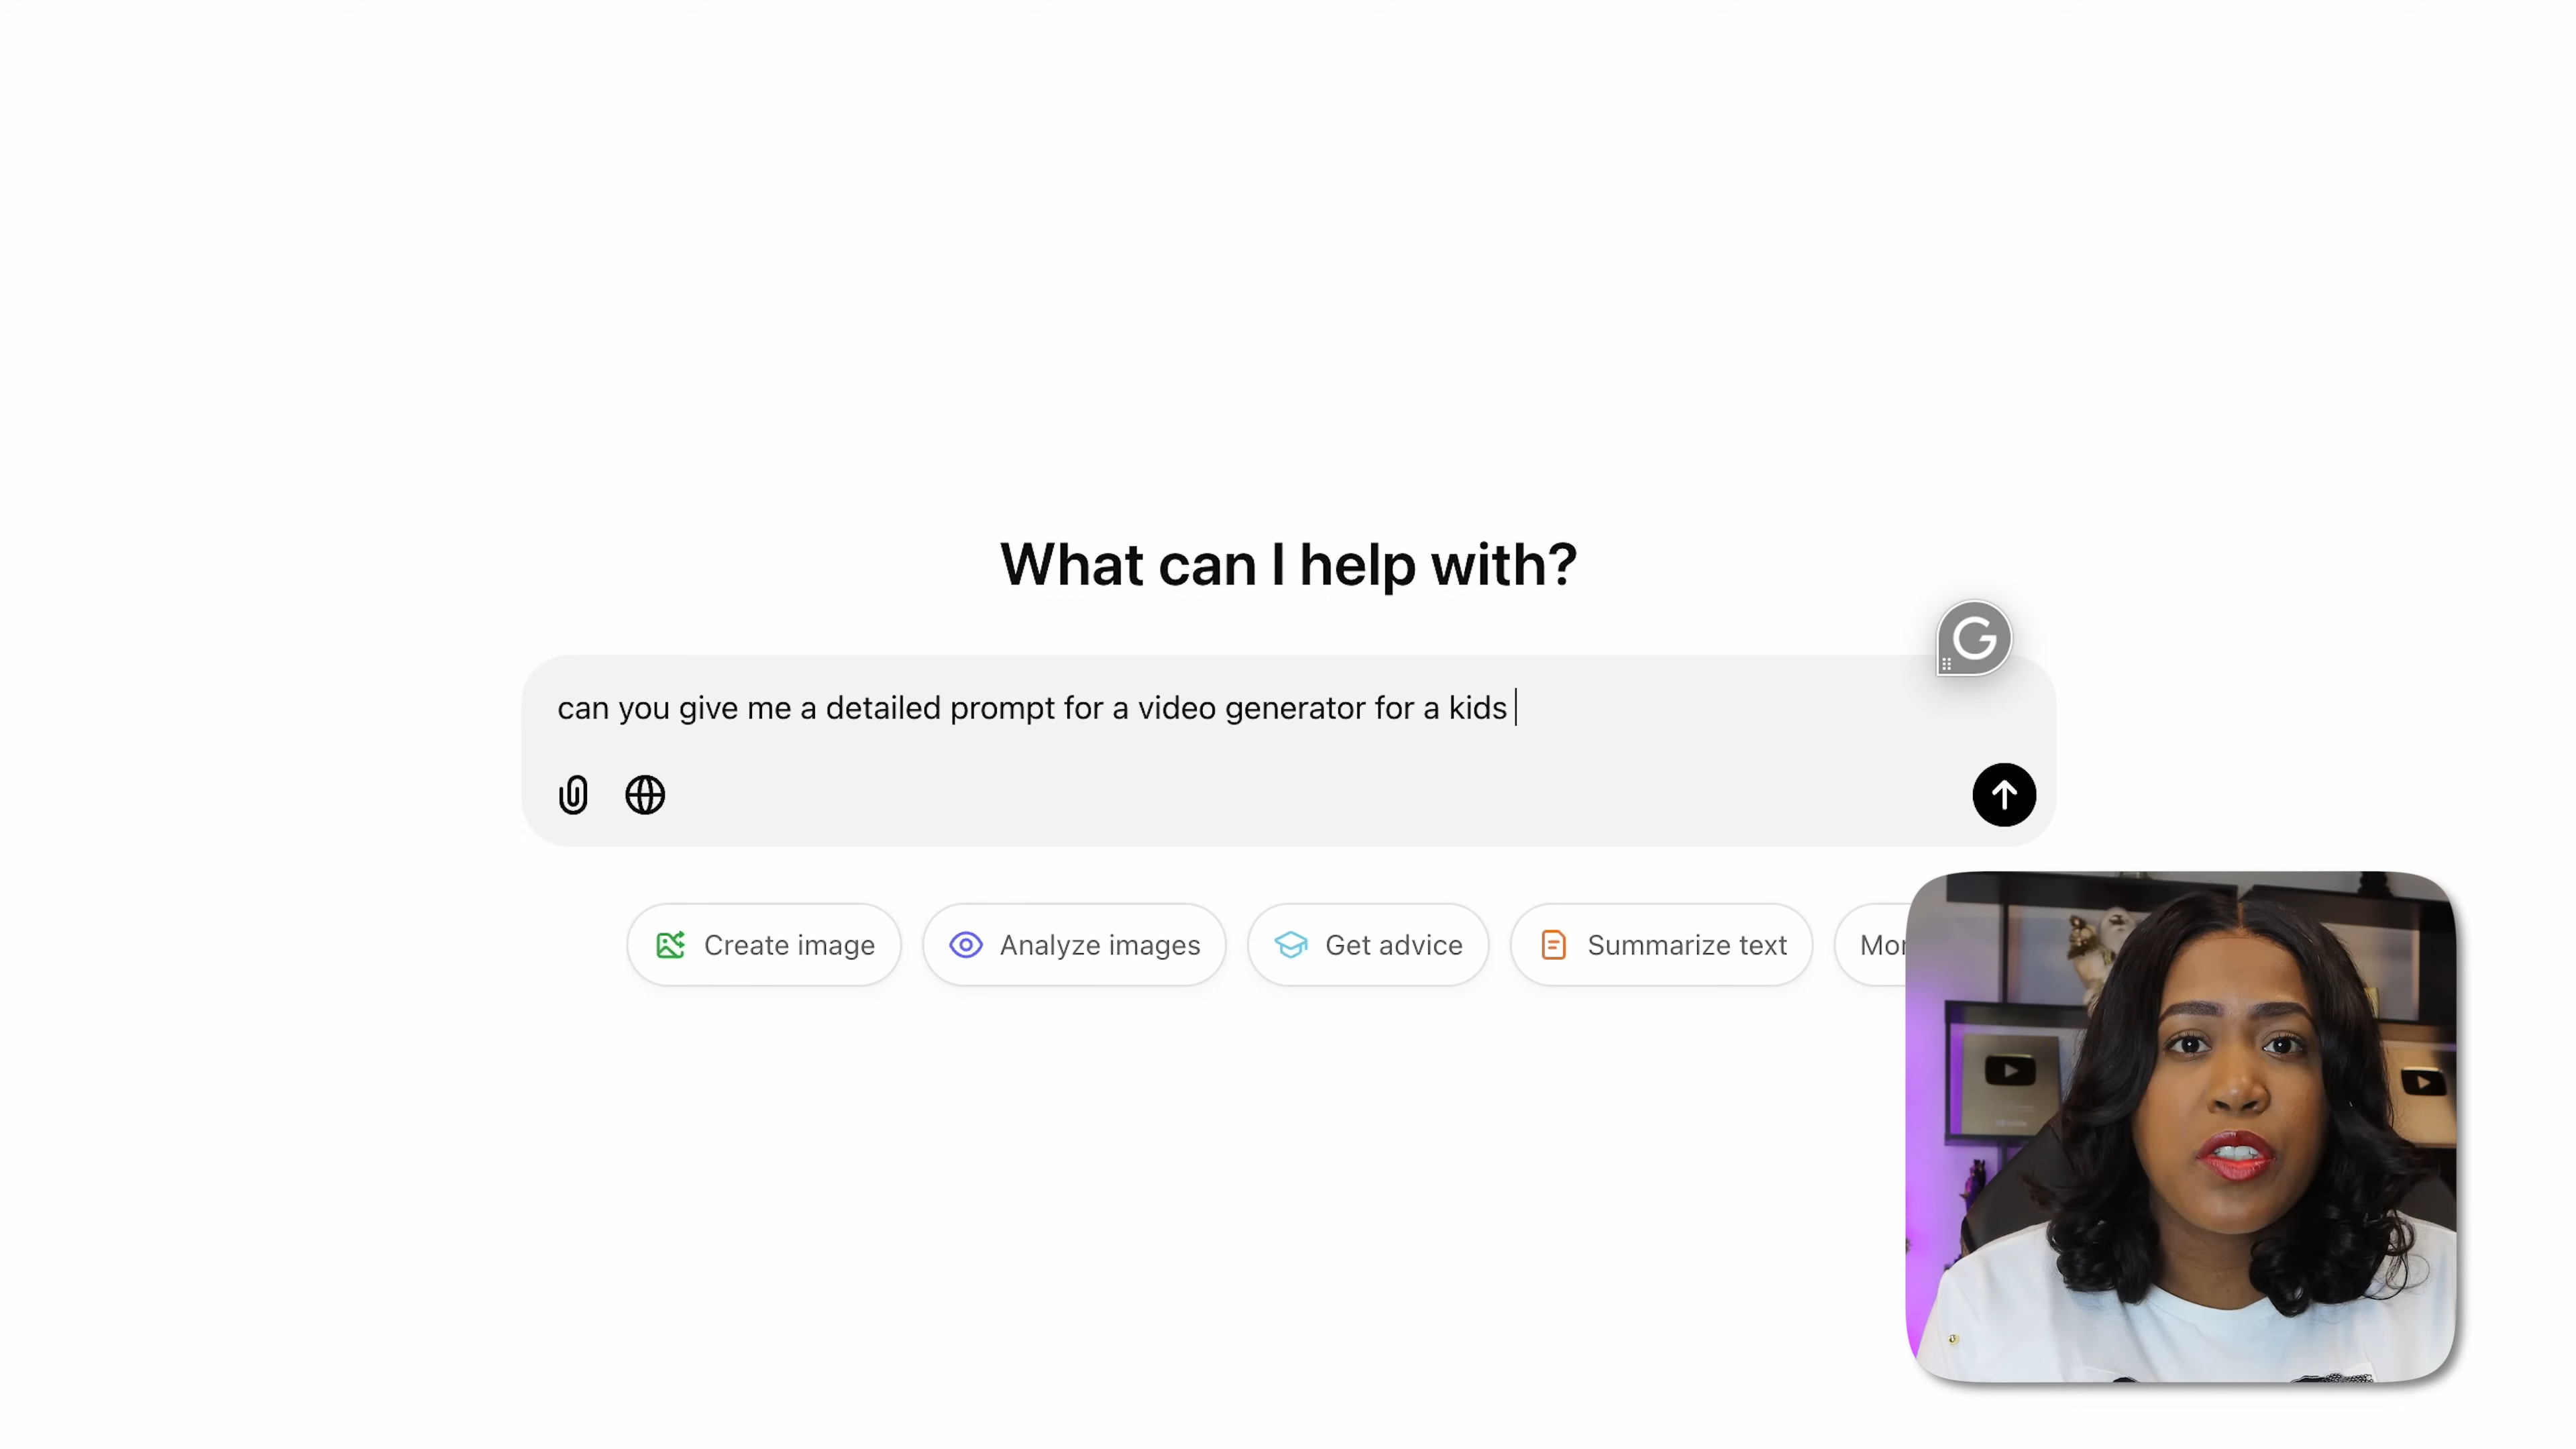 What can I help with?
G
can you give me a detailed prompt for a video generator for a kids
Create image
Analyze images
Get advice
Summarize text
Mor